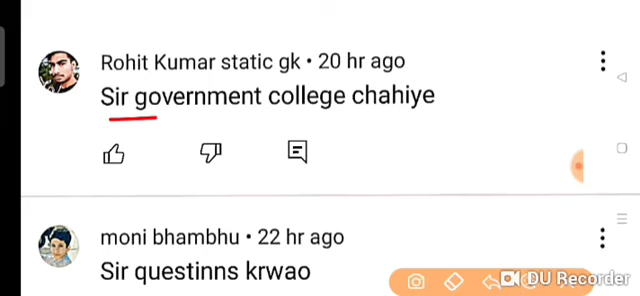 Rohit Kumar static gk • 20 hr ago
Sir government college chahiye
moni bhambhu • 22 hr ago
Sir questinns krwao
DU Recorder